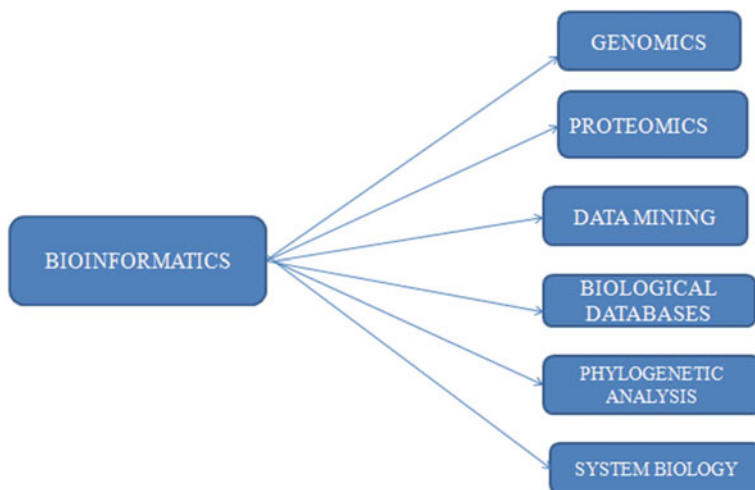 GENOMICS
PROTEOMICS
DATA MINING
BIOINFORMATICS
BIOLOGICAL
DATABASES
PHYLOGENETIC
ANALYSIS
SYSTEM BIOLOGY